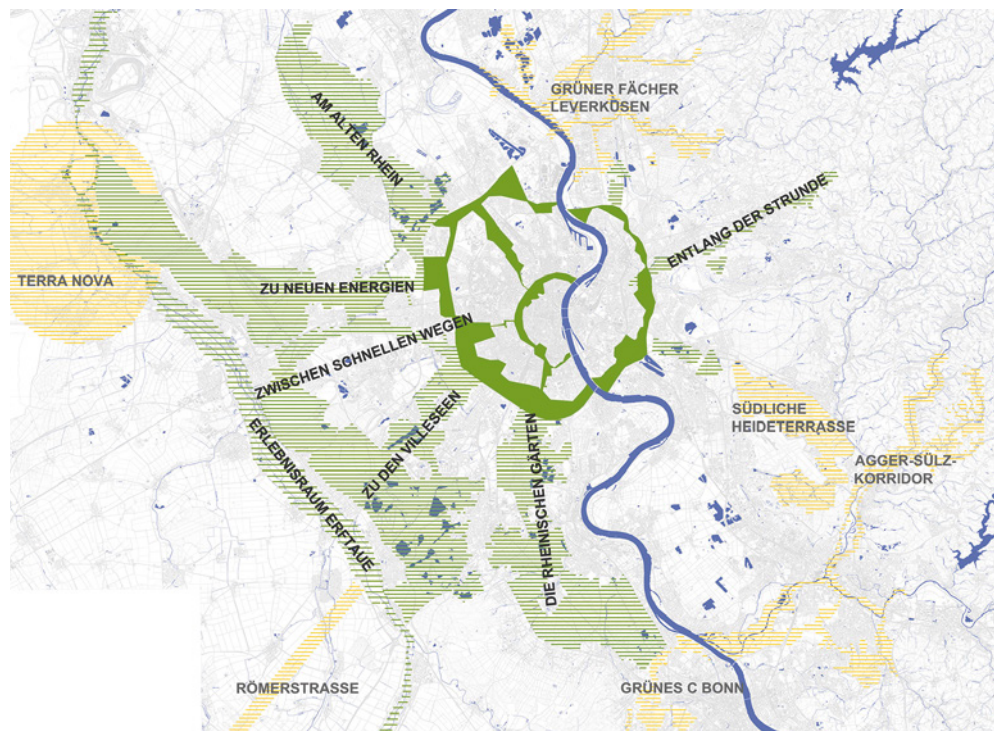 GRÜNER FÄCHER
LEVERKUSEN
AM ALTEN RHEIN
ENTLANG DER STRUNDE
TERRA NOVA
ZU NEUEN ENERGIEN
ZWISCHEN SCHNELLEN WEGEN
ZU DEN VILLESEEN
ERLEBNISRAUM ERFTAUE
DIE RHEINISCHEN GÄRTEN
SÜDLICHE
HEIDETERRASSE
AGGER-SÜLZ-
KORRIDOR
RÖMERSTRASSE
GRÜNES C BONN